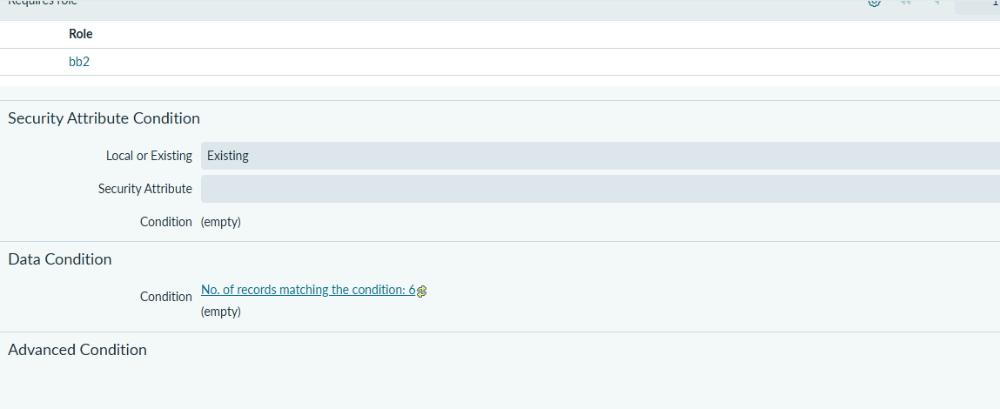 Requires role
1
Role
bb2
Security Attribute Condition
Local or Existing Existing
Security Attribute
Condition (empty)
Data Condition
Condition No. of records matching the condition: 6
(empty)
Advanced Condition